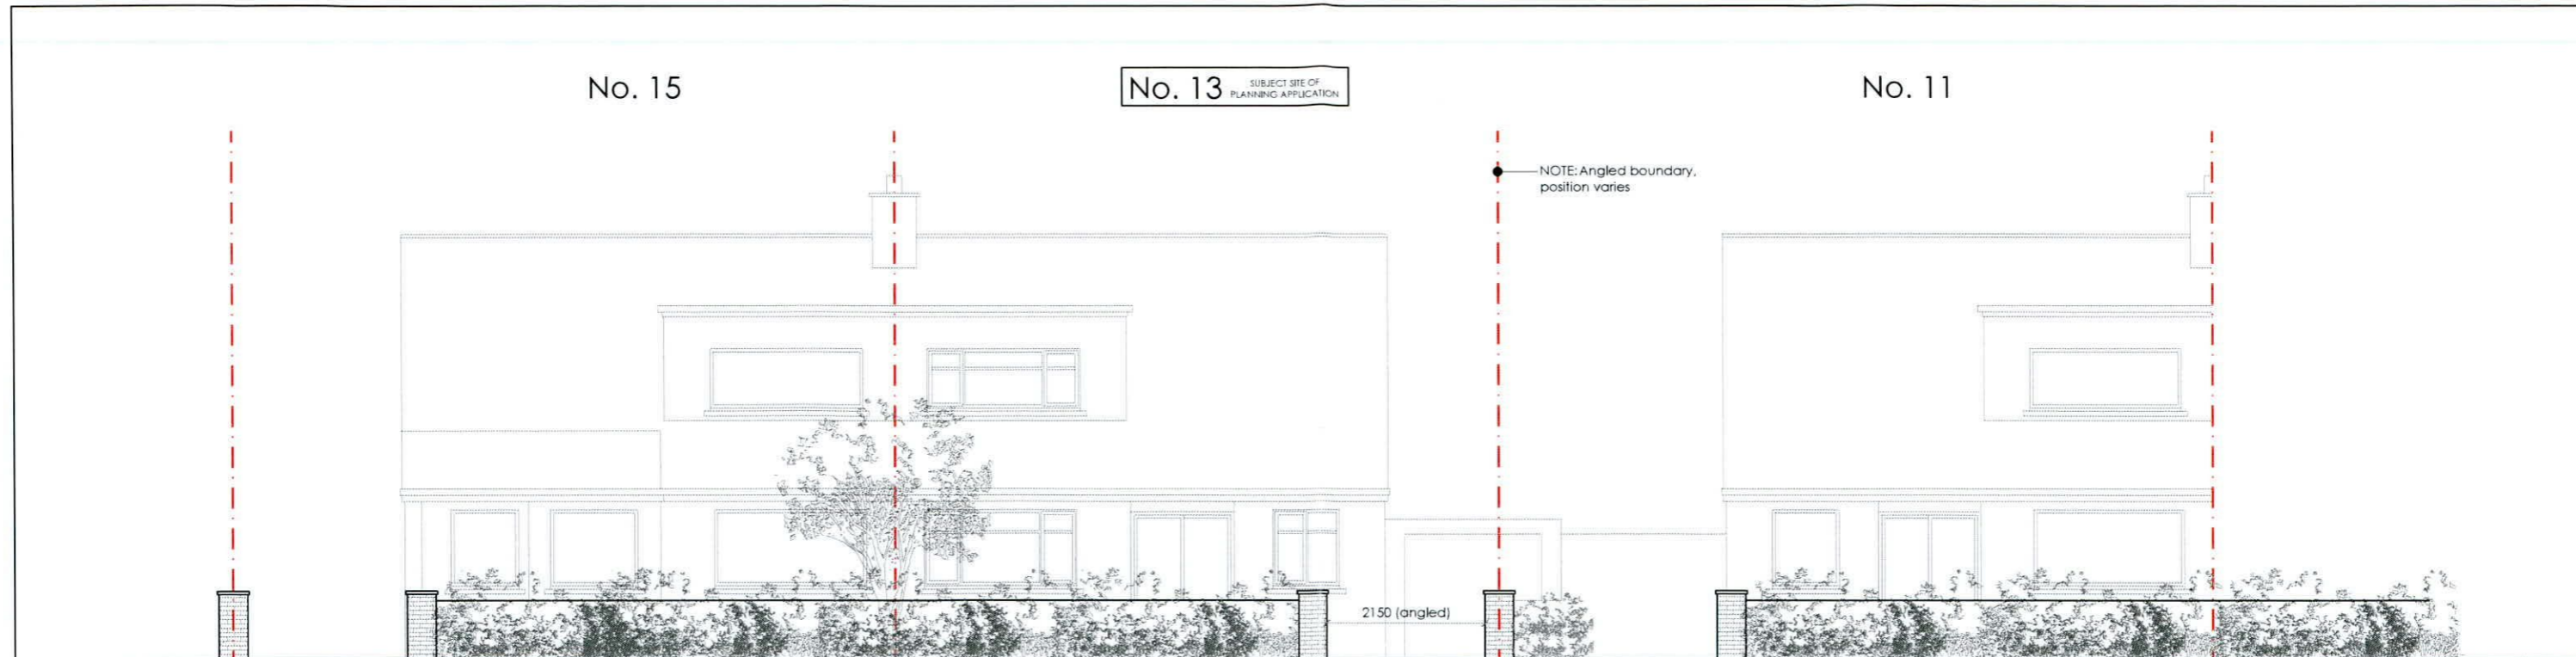 No. 15
No. 13
SUBJECT SITE OF
PLANNING APPLICATION
No. 11
NOTE: Angled boundary,
position varies
2150 (angled)